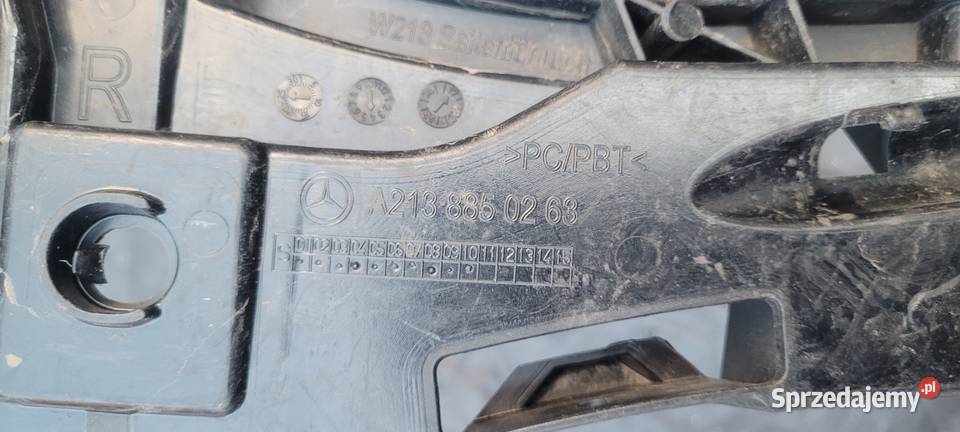 W213
R
>PC/PBT<
A213 885 02 63
01 02 03 04 05 06 07 08 09 10 11 12 13 14 15
Sprzedajemy.pl